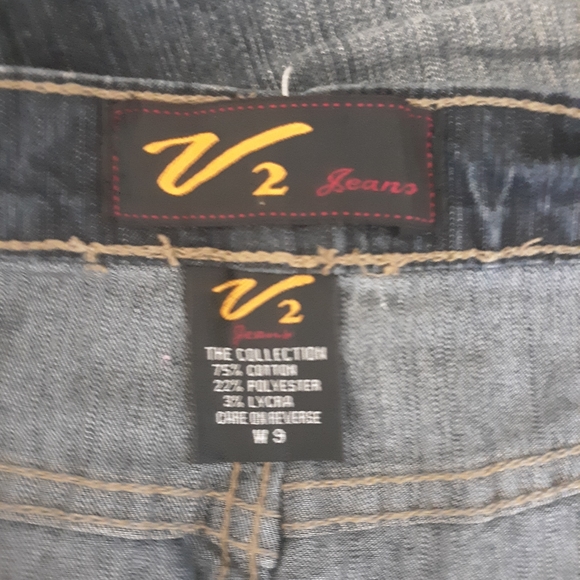 V2 Jeans
V2
Jeans
THE COLLECTION
75% COTTON
22% POLYESTER
3% LYCRA
CARE ON REVERSE
W 9